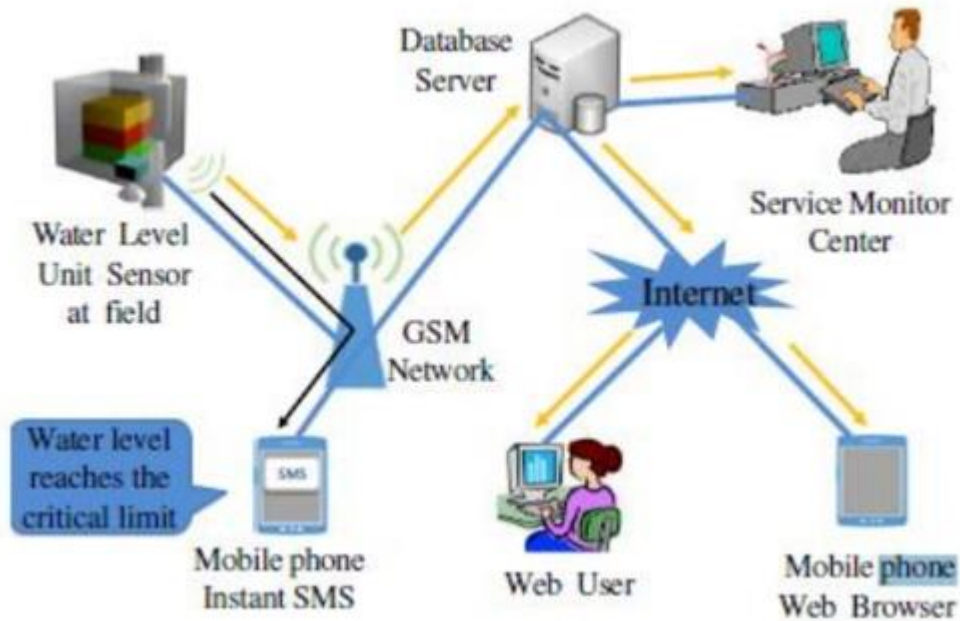 Database
Server
Water Level
Unit Sensor
at field
Service Monitor
Center
Internet
GSM
Network
Water level
reaches the
critical limit
SMS
Mobile phone
Instant SMS
Web User
Mobile phone
Web Browser